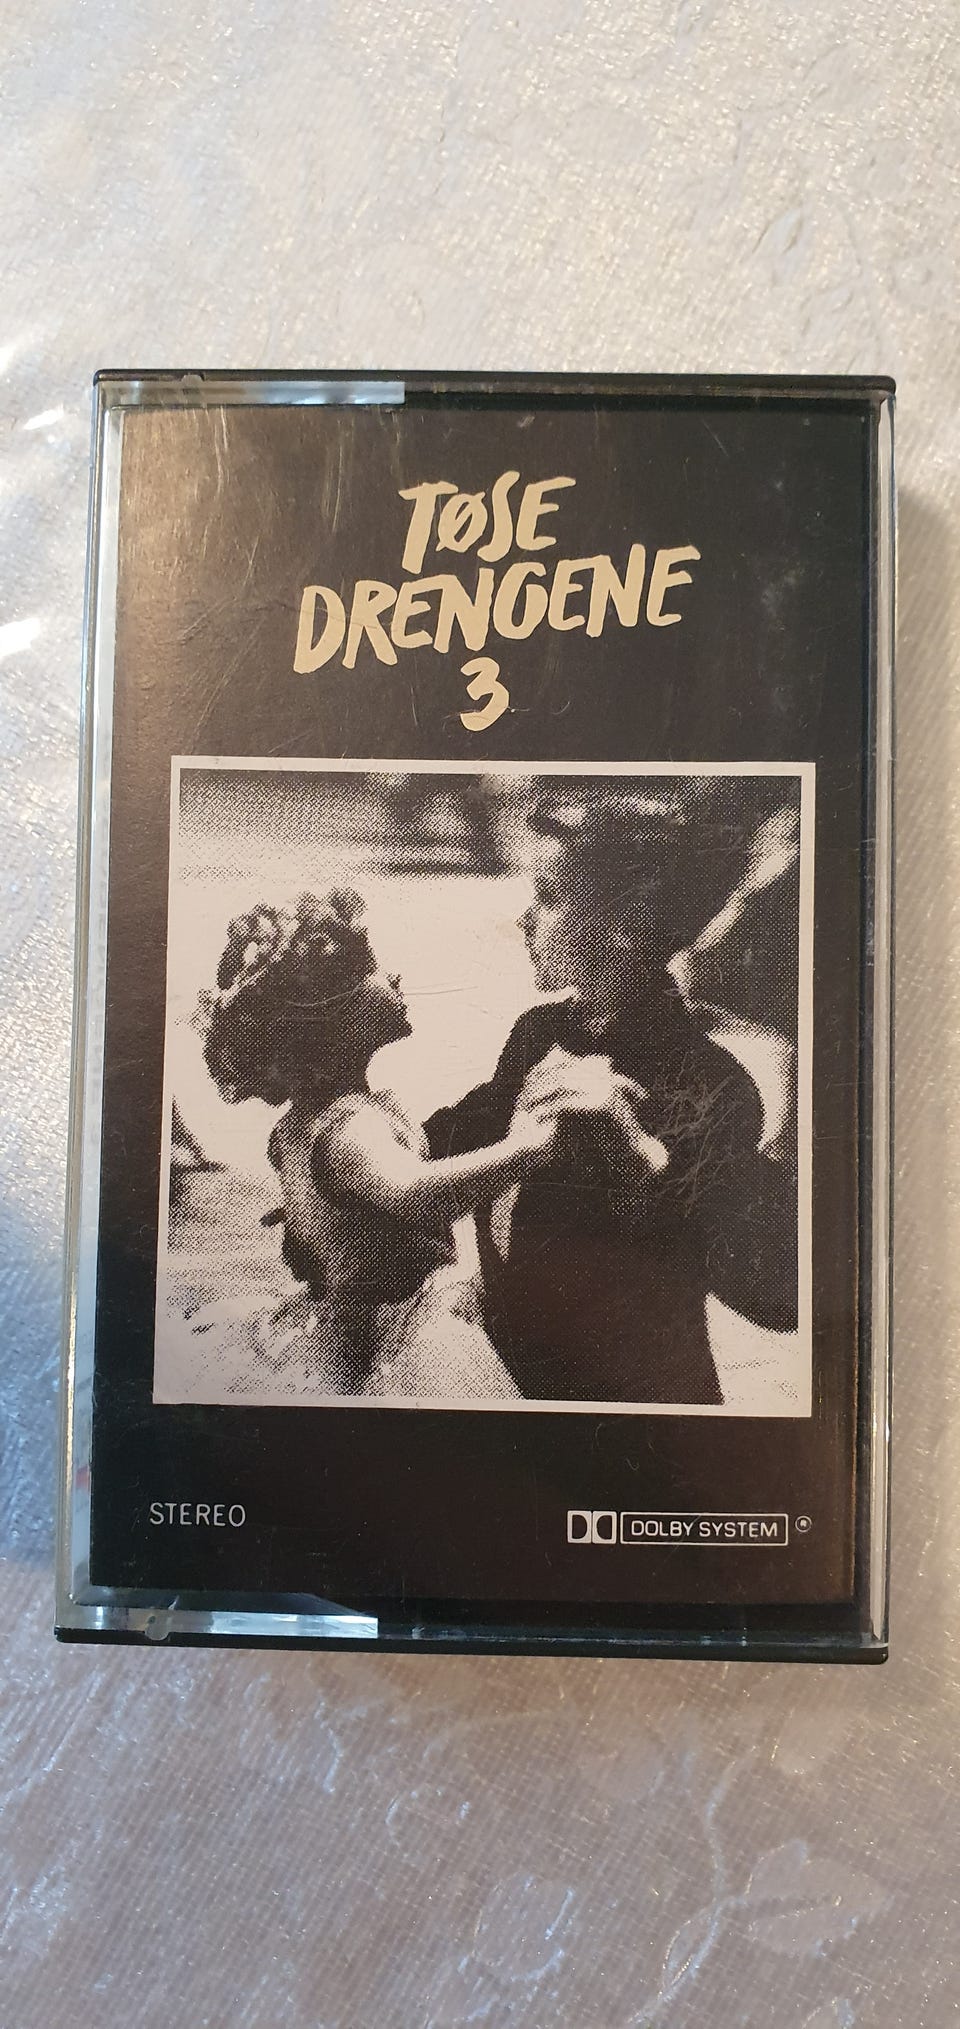 TØSE
DRENGENE
3
STEREO
DOLBY SYSTEM ®